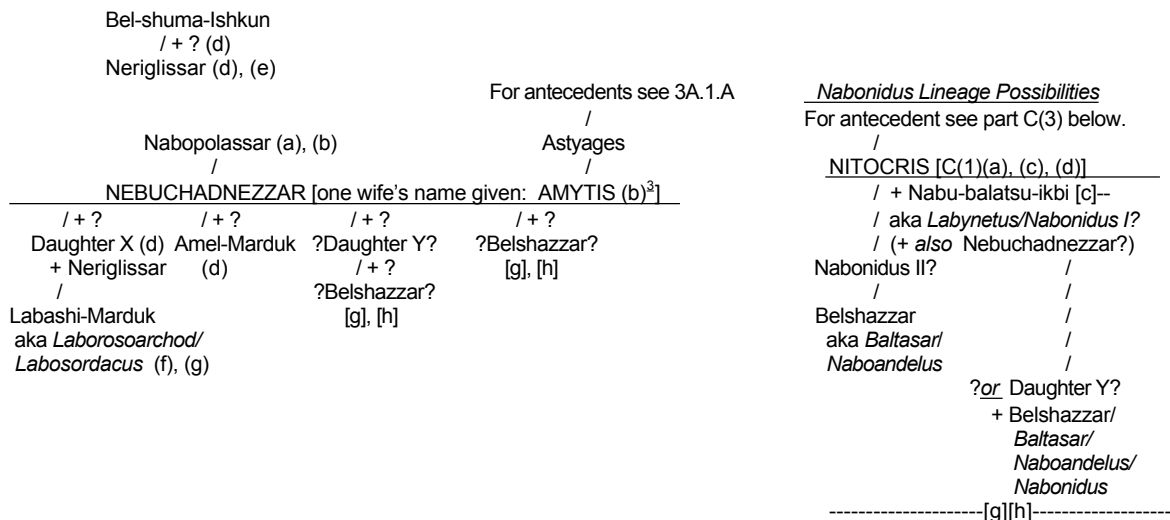 Bel-shuma-Ishkun
/ + ? (d)
Neriglissar (d), (e)
For antecedents see 3A.1.A
/
Nabopolassar (a), (b) Astyages
/ /
NEBUCHADNEZZAR [one wife's name given: AMYTIS (b)3]
/ + ? / + ? / + ? / + ?
Daughter X (d) Amel-Marduk ?Daughter Y? ?Belshazzar?
+ Neriglissar (d) / + ? [g], [h]
/ ?Belshazzar?
Labashi-Marduk [g], [h]
aka Laborosoarchod/
Labosordacus (f), (g)
Nabonidus Lineage Possibilities
For antecedent see part C(3) below.
/
NITOCRIS [C(1)(a), (c), (d)]
/ + Nabu-balatsu-ikbi [c]--
/ aka Labynetus/Nabonidus I?
/ (+ also Nebuchadnezzar?)
Nabonidus II? /
/ /
Belshazzar /
aka Baltasar/ /
Naboandelus /
?or Daughter Y?
+ Belshazzar/
Baltasar/
Naboandelus/
Nabonidus
---------------------[g][h]-------------------